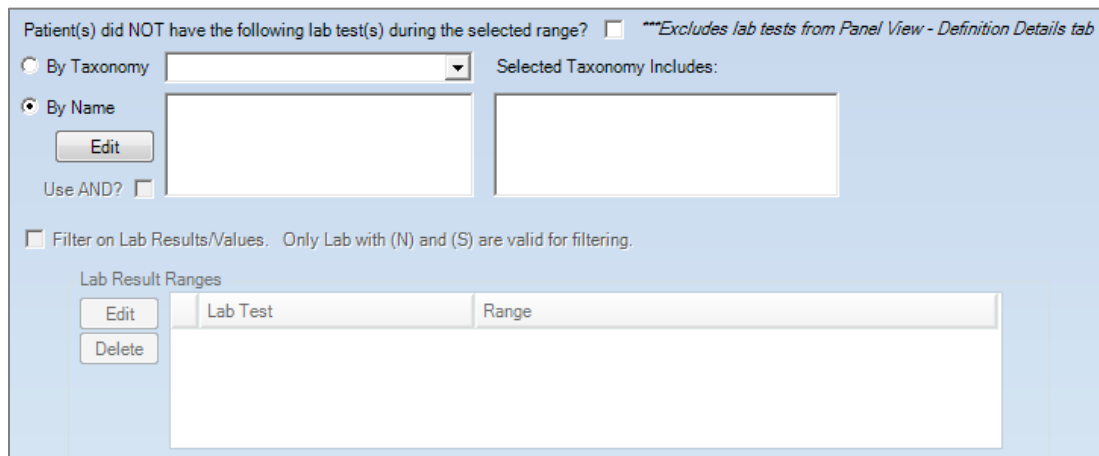 Patient(s) did NOT have the following lab test(s) during the selected range? ***Excludes lab tests from Panel View - Definition Details tab
By Taxonomy Selected Taxonomy Includes:
By Name
Edit
Use AND?
Filter on Lab Results/Values. Only Lab with (N) and (S) are valid for filtering.
Lab Result Ranges
Edit Lab Test Range
Delete